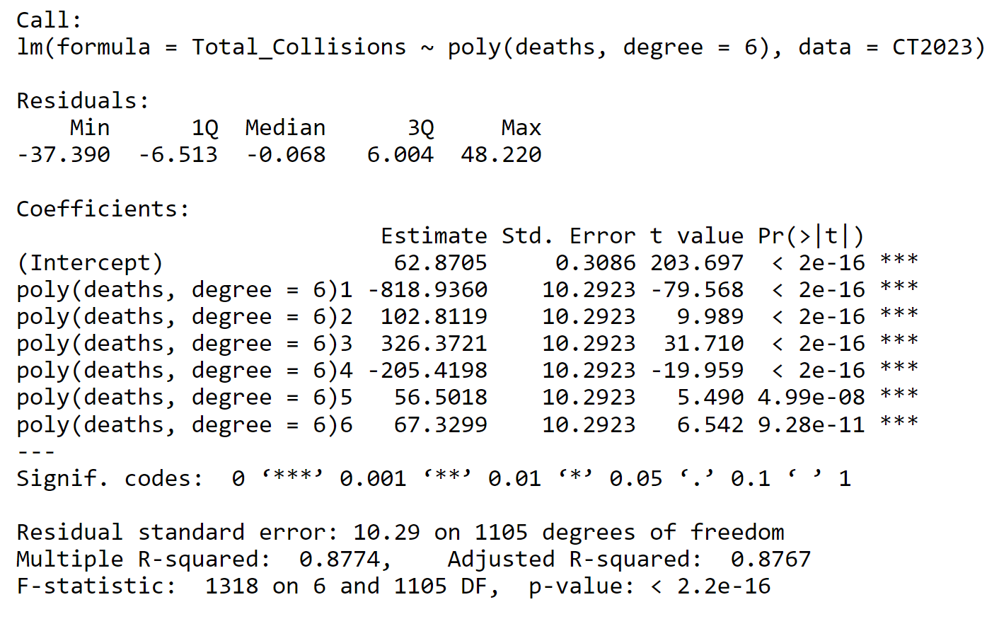 Call:
lm(formula = Total_Collisions ~ poly(deaths, degree = 6), data = CT2023)
Residuals:
    Min      1Q  Median      3Q     Max
-37.390  -6.513  -0.068   6.004  48.220
Coefficients:
                           Estimate Std. Error t value Pr(>|t|)
(Intercept)                 62.8705     0.3086 203.697  < 2e-16 ***
poly(deaths, degree = 6)1 -818.9360    10.2923 -79.568  < 2e-16 ***
poly(deaths, degree = 6)2  102.8119    10.2923   9.989  < 2e-16 ***
poly(deaths, degree = 6)3  326.3721    10.2923  31.710  < 2e-16 ***
poly(deaths, degree = 6)4 -205.4198    10.2923 -19.959  < 2e-16 ***
poly(deaths, degree = 6)5   56.5018    10.2923   5.490 4.99e-08 ***
poly(deaths, degree = 6)6   67.3299    10.2923   6.542 9.28e-11 ***
---
Signif. codes:  0 ‘***’ 0.001 ‘**’ 0.01 ‘*’ 0.05 ‘.’ 0.1 ‘ ’ 1
Residual standard error: 10.29 on 1105 degrees of freedom
Multiple R-squared:  0.8774,    Adjusted R-squared:  0.8767
F-statistic:  1318 on 6 and 1105 DF,  p-value: < 2.2e-16